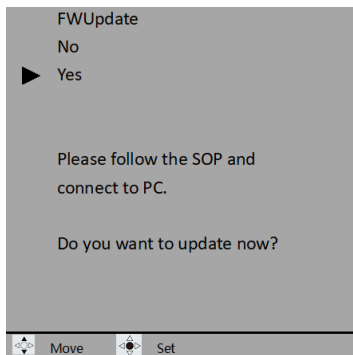 FWUpdate
No
Yes
Please follow the SOP and
connect to PC.
Do you want to update now?
Move Set